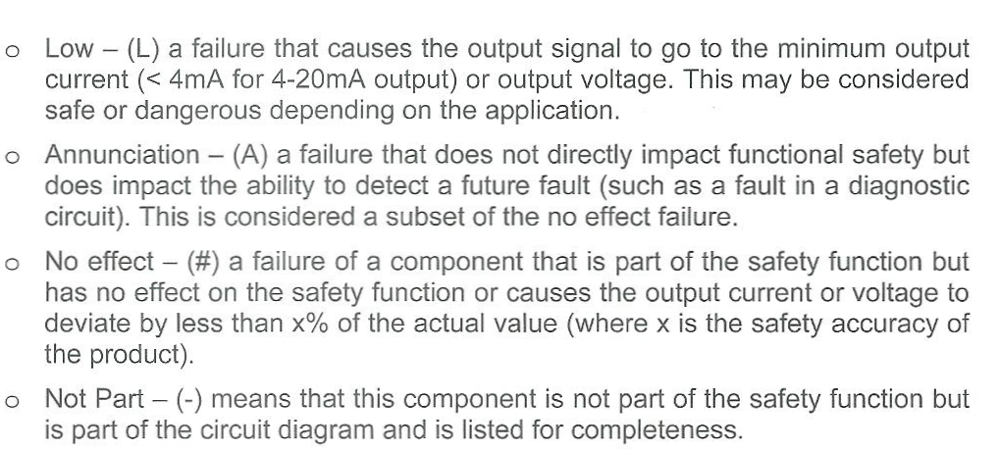 o Low – (L) a failure that causes the output signal to go to the minimum output
current (< 4mA for 4-20mA output) or output voltage. This may be considered
safe or dangerous depending on the application.
o Annunciation – (A) a failure that does not directly impact functional safety but
does impact the ability to detect a future fault (such as a fault in a diagnostic
circuit). This is considered a subset of the no effect failure.
o No effect – (#) a failure of a component that is part of the safety function but
has no effect on the safety function or causes the output current or voltage to
deviate by less than x% of the actual value (where x is the safety accuracy of
the product).
o Not Part – (-) means that this component is not part of the safety function but
is part of the circuit diagram and is listed for completeness.